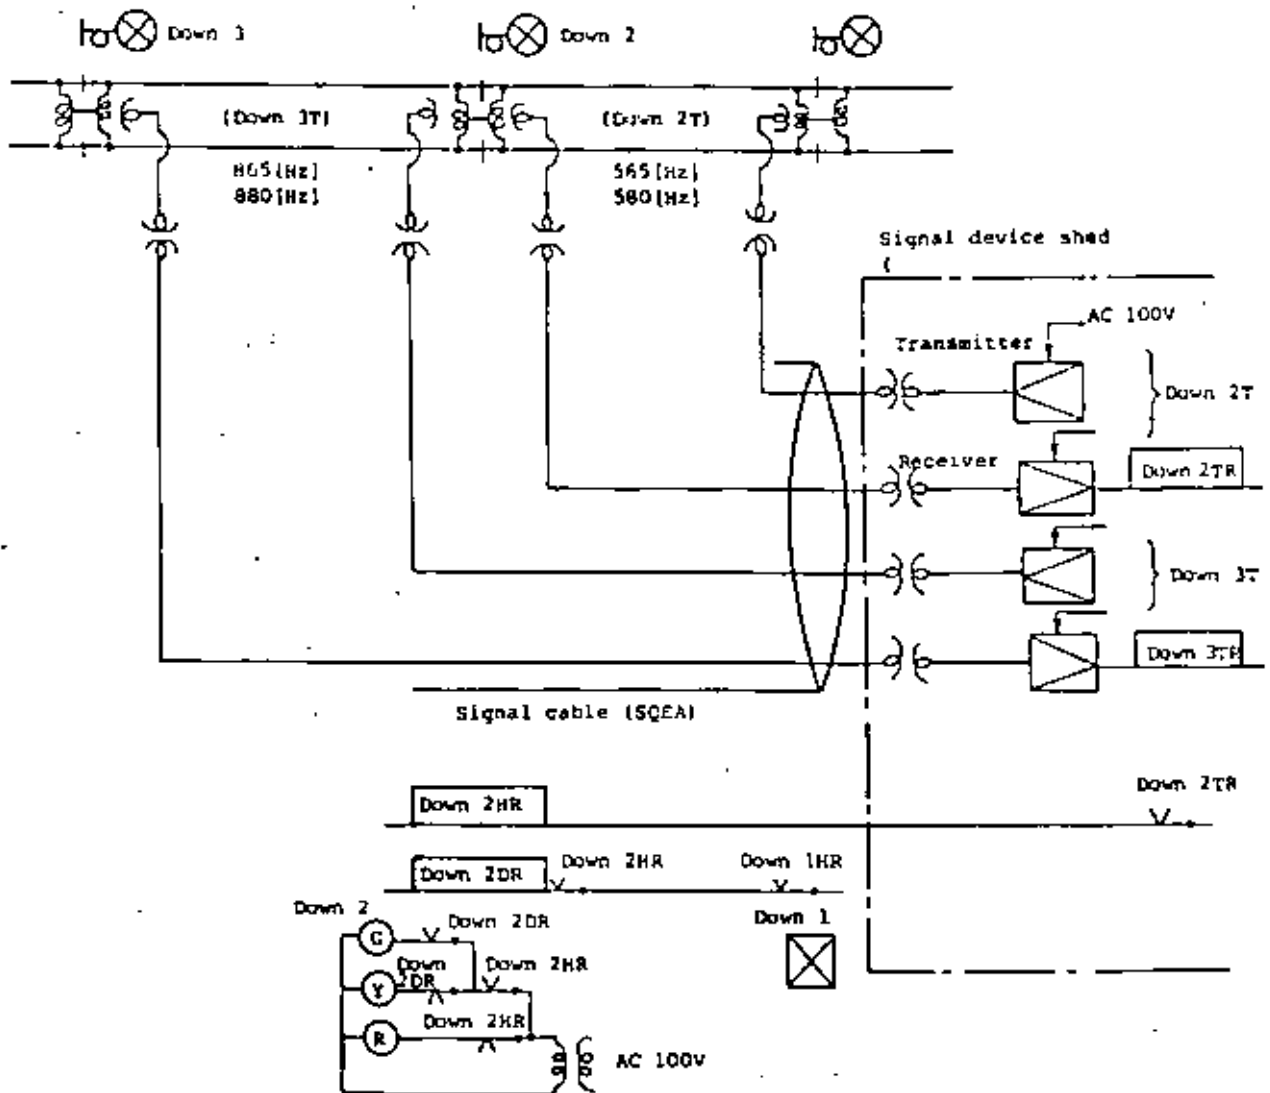 Down 3
Down 2
(Down 3T)
(Down 2T)
865[Hz]
880[Hz]
565[Hz]
580[Hz]
Signal device shed
AC 100V
Transmitter
Down 2T
Receiver
Down 2TR
Down 3T
Down 3TR
Signal cable (SQEA)
Down 2TR
Down 2HR
Down 2DR
Down 2HR
Down 1HR
Down 2
Down 1
G
Down 2DR
Down
2DR
Down 2HR
Y
Down 2HR
R
AC 100V